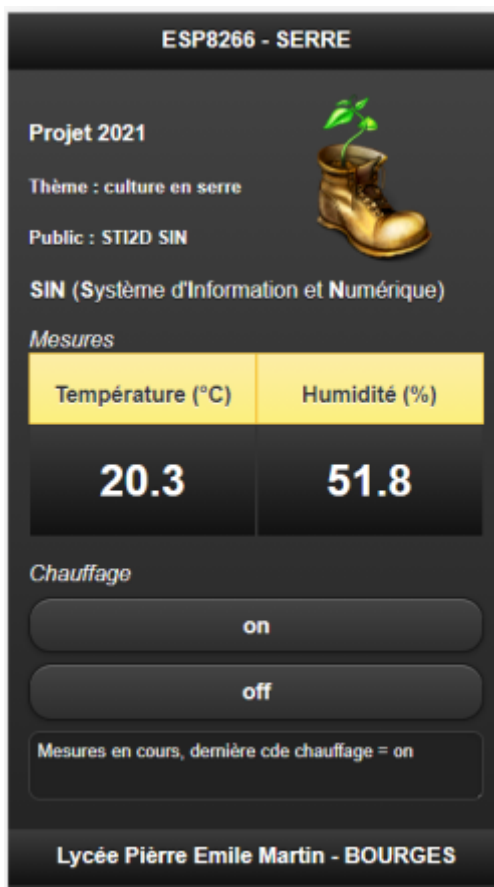 ESP8266 - SERRE
Projet 2021
Thème : culture en serre
Public : STI2D SIN
SIN (Système d'Information et Numérique)
Mesures
Température (°C) Humidité (%)
20.3 51.8
Chauffage
on
off
Mesures en cours, dernière cde chauffage = on
Lycée Pièrre Emile Martin - BOURGES